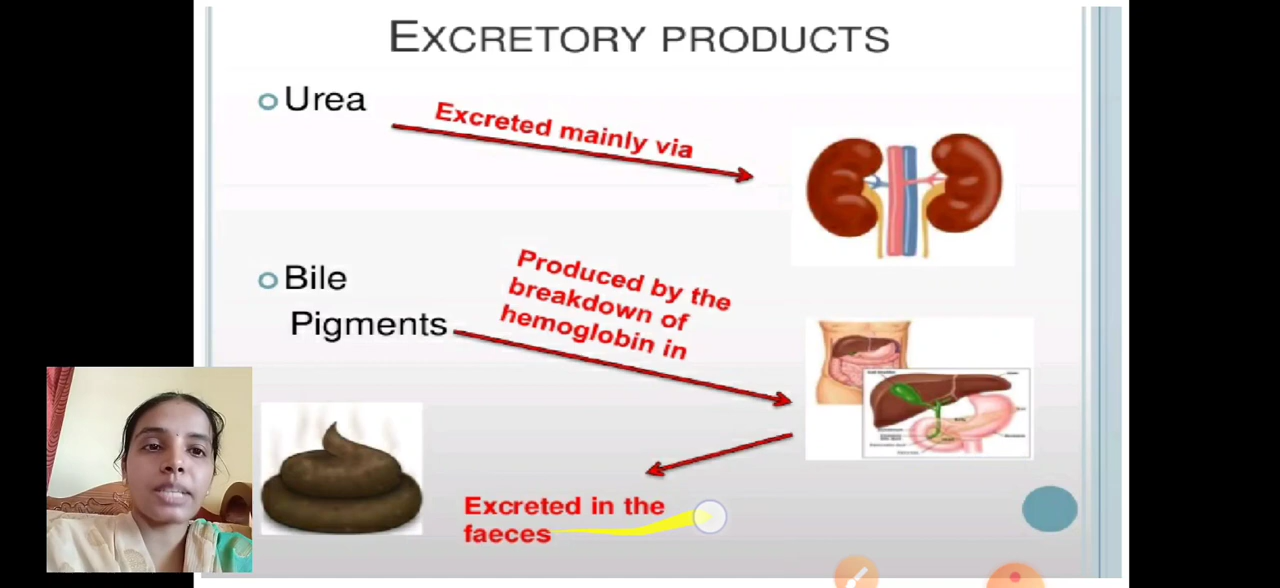 EXCRETORY PRODUCTS
Urea
Excreted mainly via
Bile
Pigments
Produced by the
breakdown of
hemoglobin in
Excreted in the
faeces